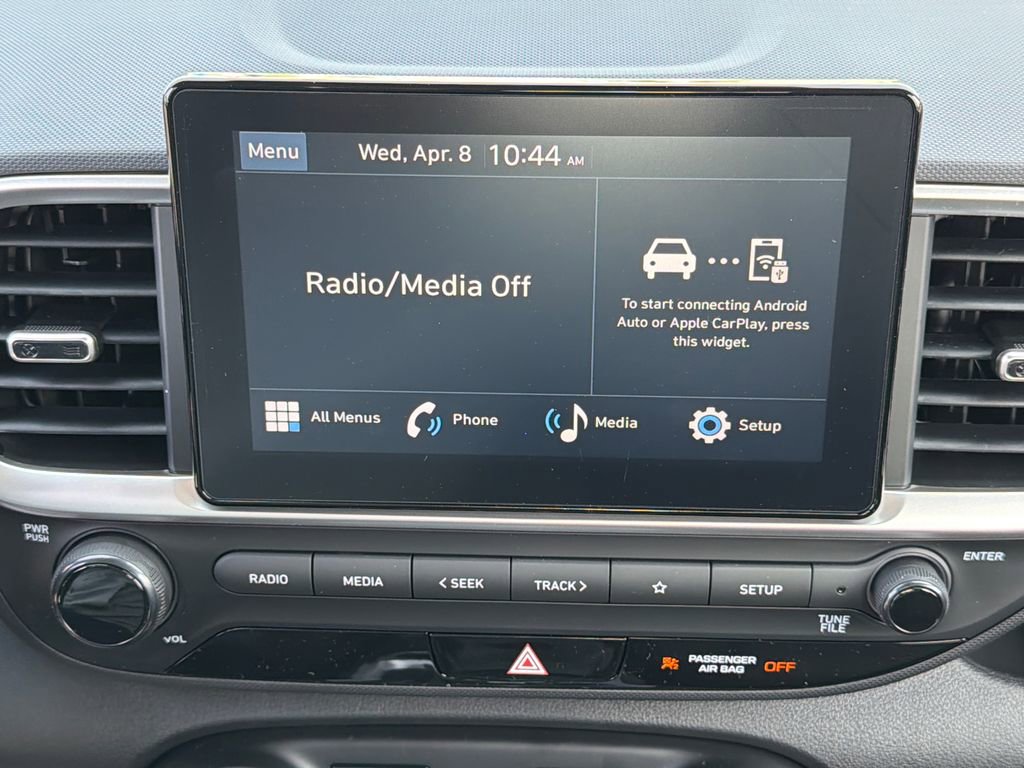 Menu
Wed, Apr. 8
10:44 AM
Radio/Media Off
To start connecting Android
Auto or Apple CarPlay, press
this widget.
All Menus
Phone
Media
Setup
PWR
PUSH
VOL
RADIO
MEDIA
< SEEK
TRACK >
SETUP
ENTER
TUNE
FILE
PASSENGER
AIR BAG
OFF